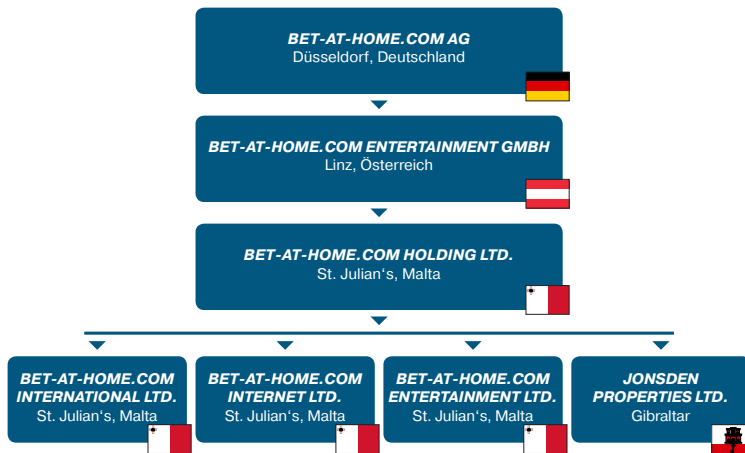 BET-AT-HOME.COM AG
Düsseldorf, Deutschland
BET-AT-HOME.COM ENTERTAINMENT GMBH
Linz, Österreich
BET-AT-HOME.COM HOLDING LTD.
St. Julian‘s, Malta
BET-AT-HOME.COM
INTERNATIONAL LTD.
St. Julian‘s, Malta
BET-AT-HOME.COM
INTERNET LTD.
St. Julian‘s, Malta
BET-AT-HOME.COM
ENTERTAINMENT LTD.
St. Julian‘s, Malta
JONSDEN
PROPERTIES LTD.
Gibraltar